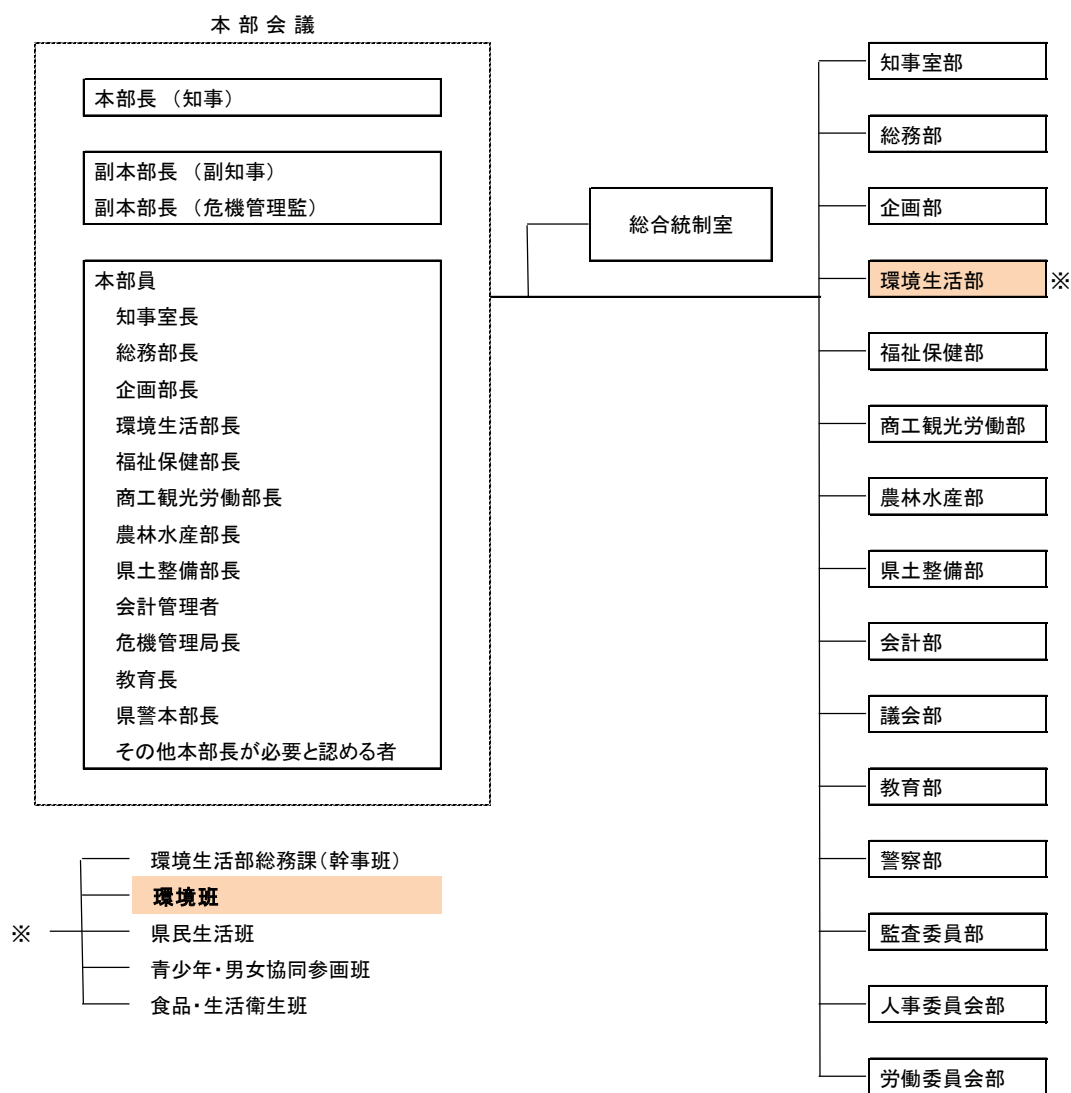 本部会議
本部長 （知事）
副本部長 （副知事）
副本部長 （危機管理監）
本部員
知事室長
総務部長
企画部長
環境生活部長
福祉保健部長
商工観光労働部長
農林水産部長
県土整備部長
会計管理者
危機管理局長
教育長
県警本部長
その他本部長が必要と認める者
総合統制室
知事室部
総務部
企画部
環境生活部 ※
福祉保健部
商工観光労働部
農林水産部
県土整備部
会計部
議会部
教育部
警察部
監査委員部
人事委員会部
労働委員会部
※
環境生活部総務課（幹事班）
環境班
県民生活班
青少年・男女協同参画班
食品・生活衛生班